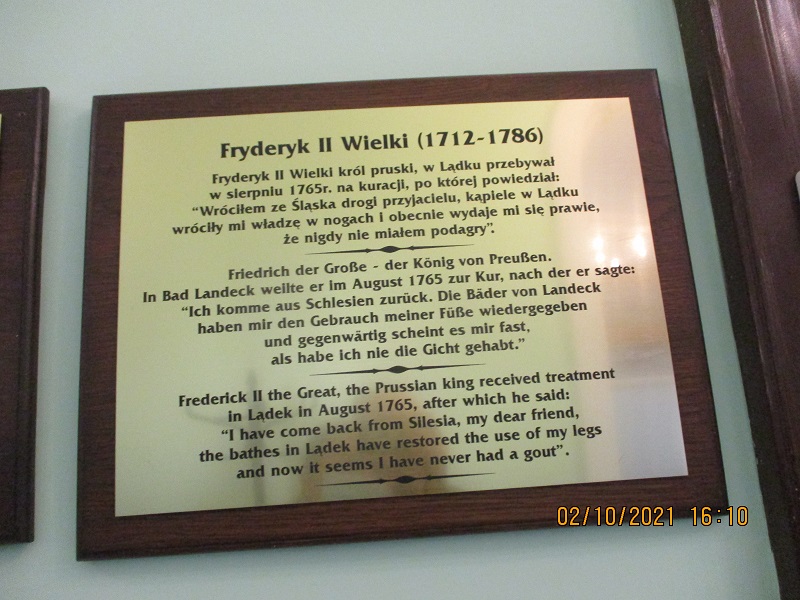 Fryderyk II Wielki (1712-1786)
Fryderyk II Wielki król pruski, w Lądku przebywał
w sierpniu 1765r. na kuracji, po której powiedział:
“Wróciłem ze Śląska drogi przyjacielu, kąpiele w Lądku
wróciły mi władzę w nogach i obecnie wydaje mi się prawie,
że nigdy nie miałem podagry”.
Friedrich der Große - der König von Preußen.
In Bad Landeck weilte er im August 1765 zur Kur, nach der er sagte:
“Ich komme aus Schlesien zurück. Die Bäder von Landeck
haben mir den Gebrauch meiner Füße wiedergegeben
und gegenwärtig scheint es mir fast,
als habe ich nie die Gicht gehabt.”
Frederick II the Great, the Prussian king received treatment
in Lądek in August 1765, after which he said:
“I have come back from Silesia, my dear friend,
the bathes in Lądek have restored the use of my legs
and now it seems I have never had a gout”.
02/10/2021 16:10